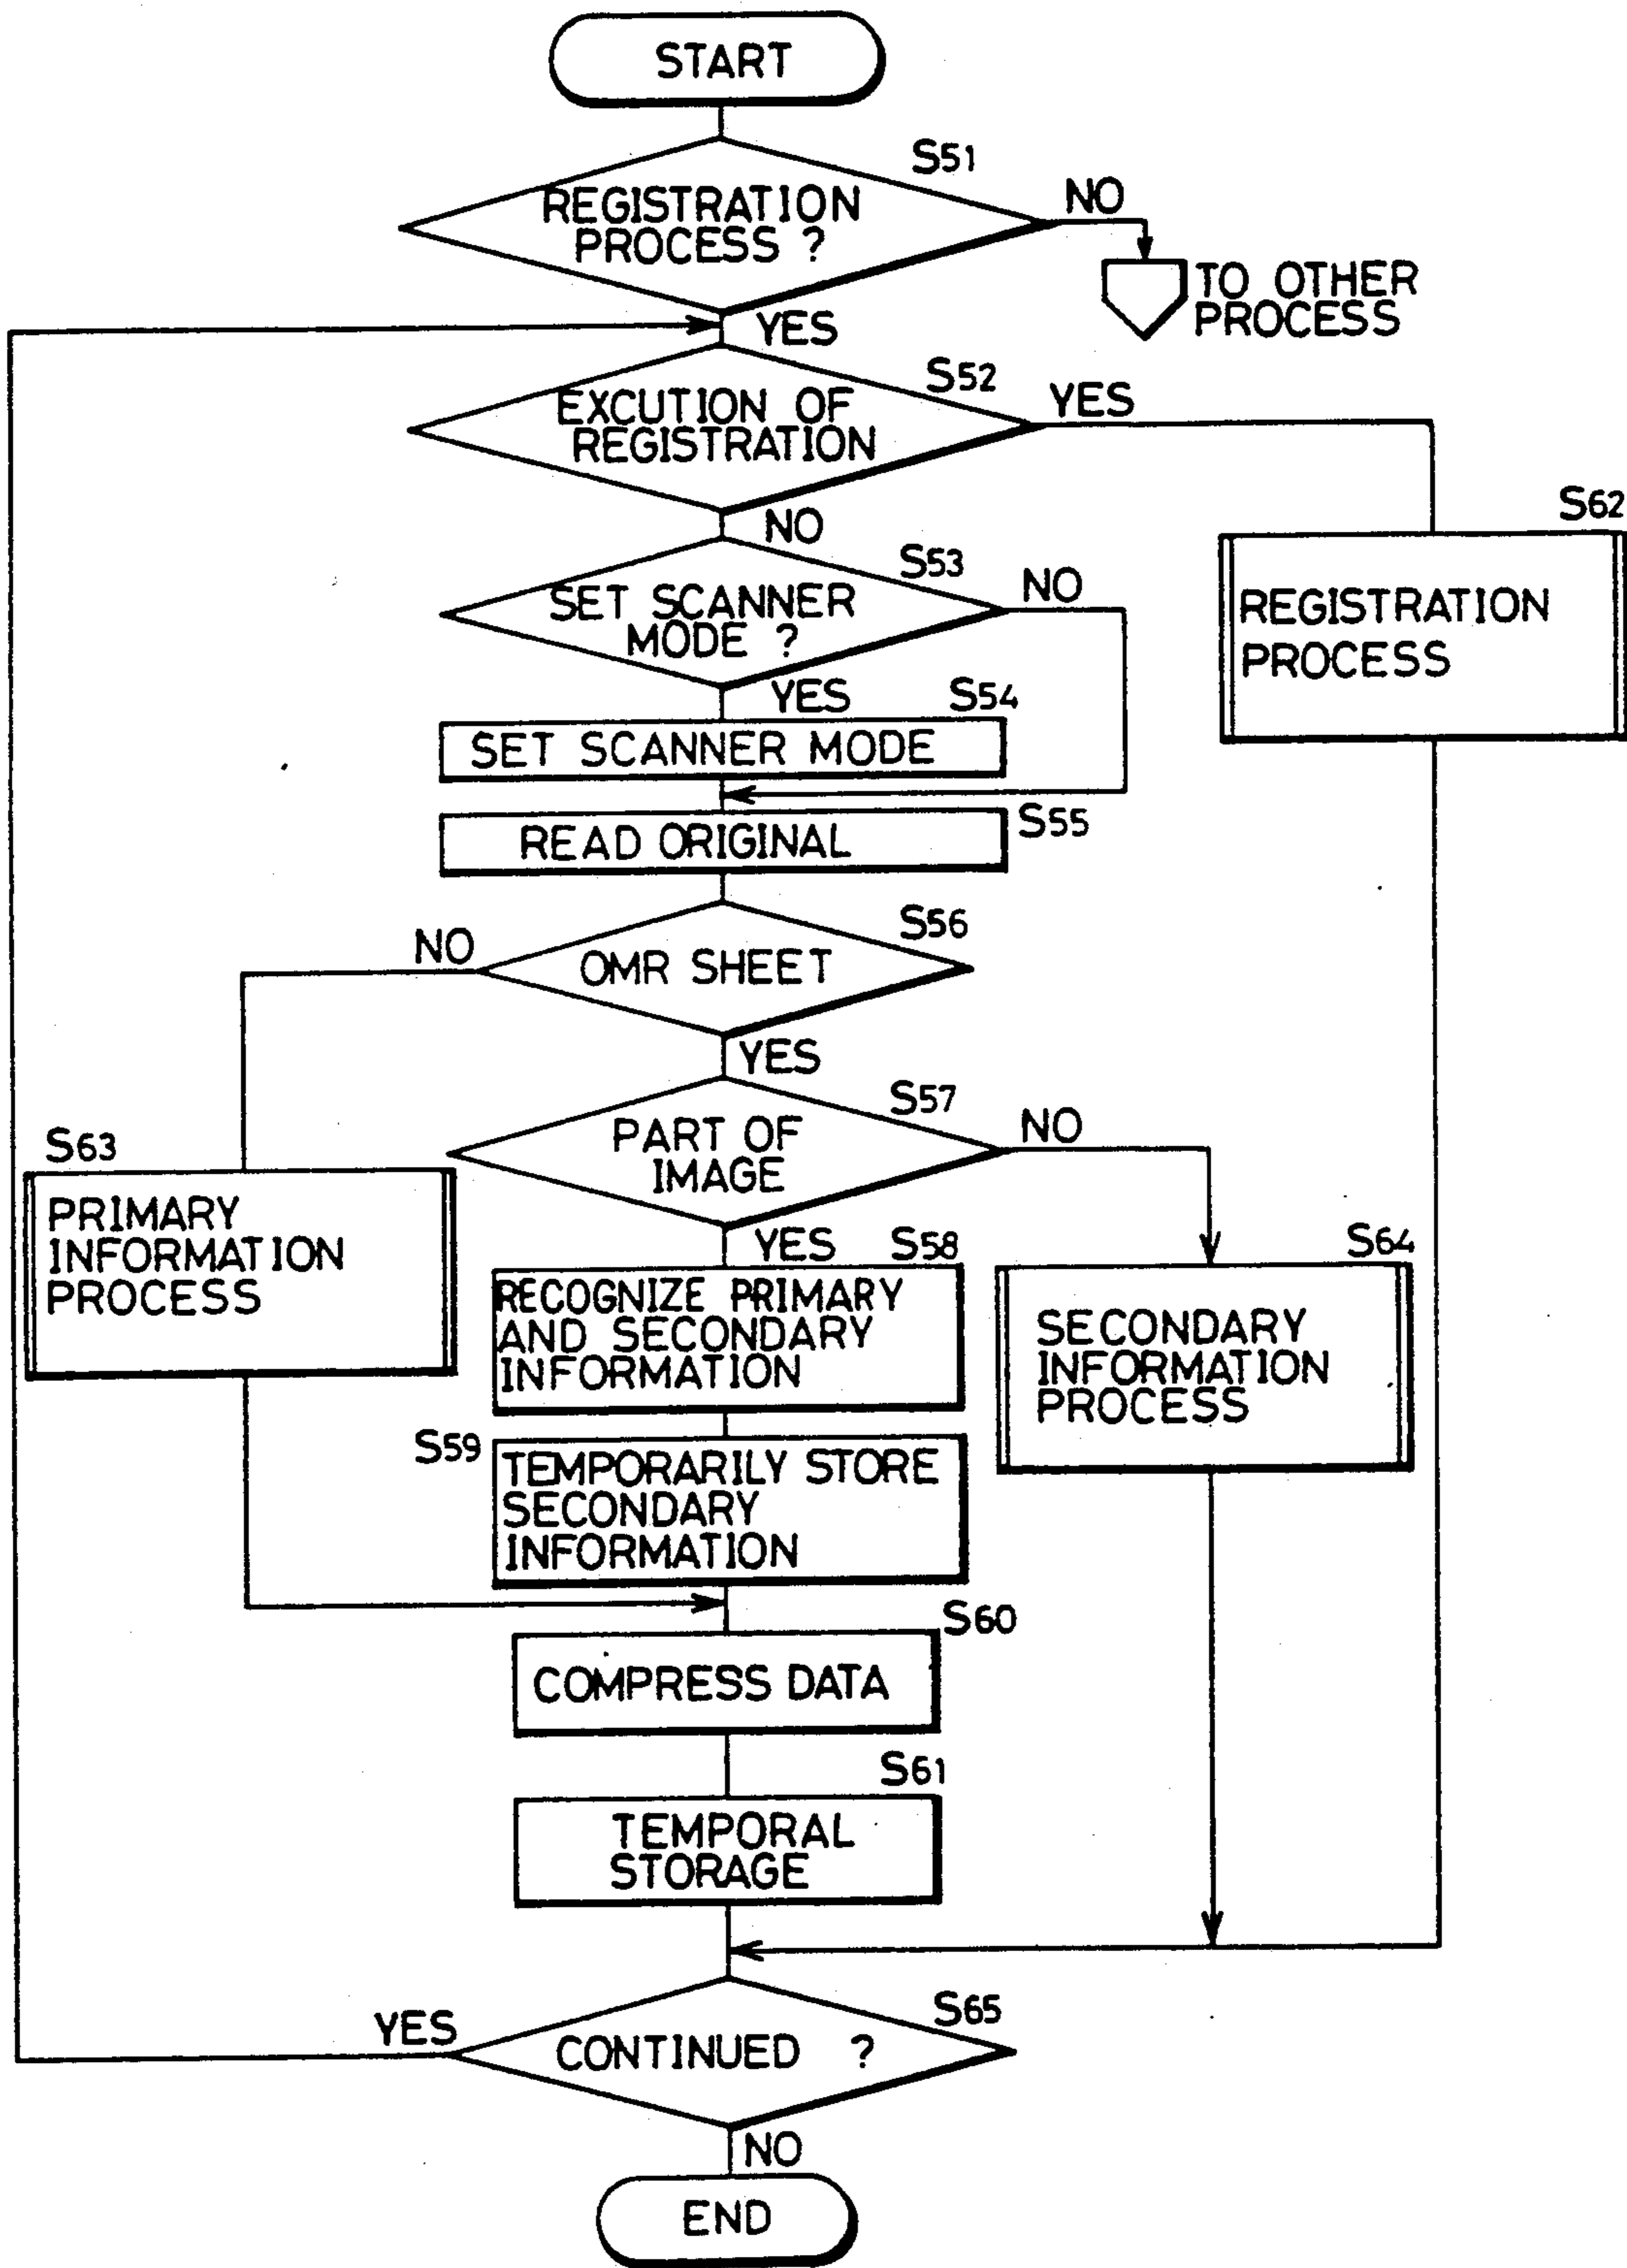 START
S51
REGISTRATION
PROCESS ?
NO
TO OTHER
PROCESS
YES
S52
EXCUTION OF
REGISTRATION
YES
NO
S62
REGISTRATION
PROCESS
S53
SET SCANNER
MODE ?
NO
YES
S54
SET SCANNER MODE
S55
READ ORIGINAL
S56
NO
OMR SHEET
YES
S57
PART OF
IMAGE
NO
S63
PRIMARY
INFORMATION
PROCESS
YES
S58
RECOGNIZE PRIMARY
AND SECONDARY
INFORMATION
S64
SECONDARY
INFORMATION
PROCESS
S59
TEMPORARILY STORE
SECONDARY
INFORMATION
S60
COMPRESS DATA
S61
TEMPORAL
STORAGE
S65
YES
CONTINUED ?
NO
END